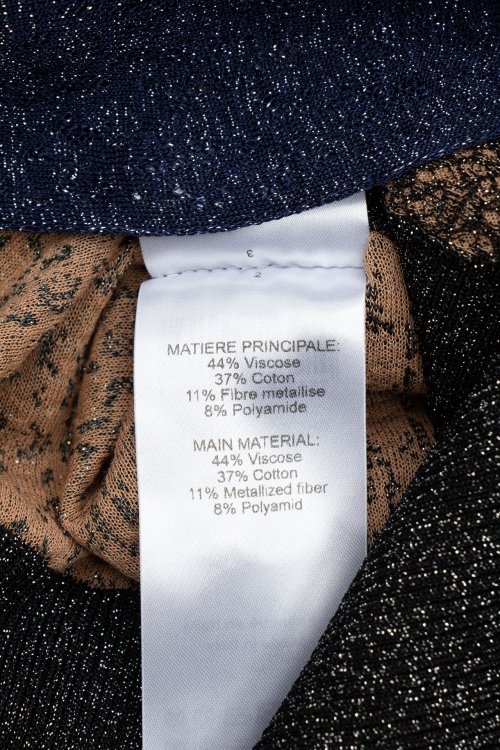 MATIERE PRINCIPALE:
44% Viscose
37% Coton
11% Fibre metailise
8% Polyamide
MAIN MATERIAL:
44% Viscose
37% Cotton
11% Metallized fiber
8% Polyamid